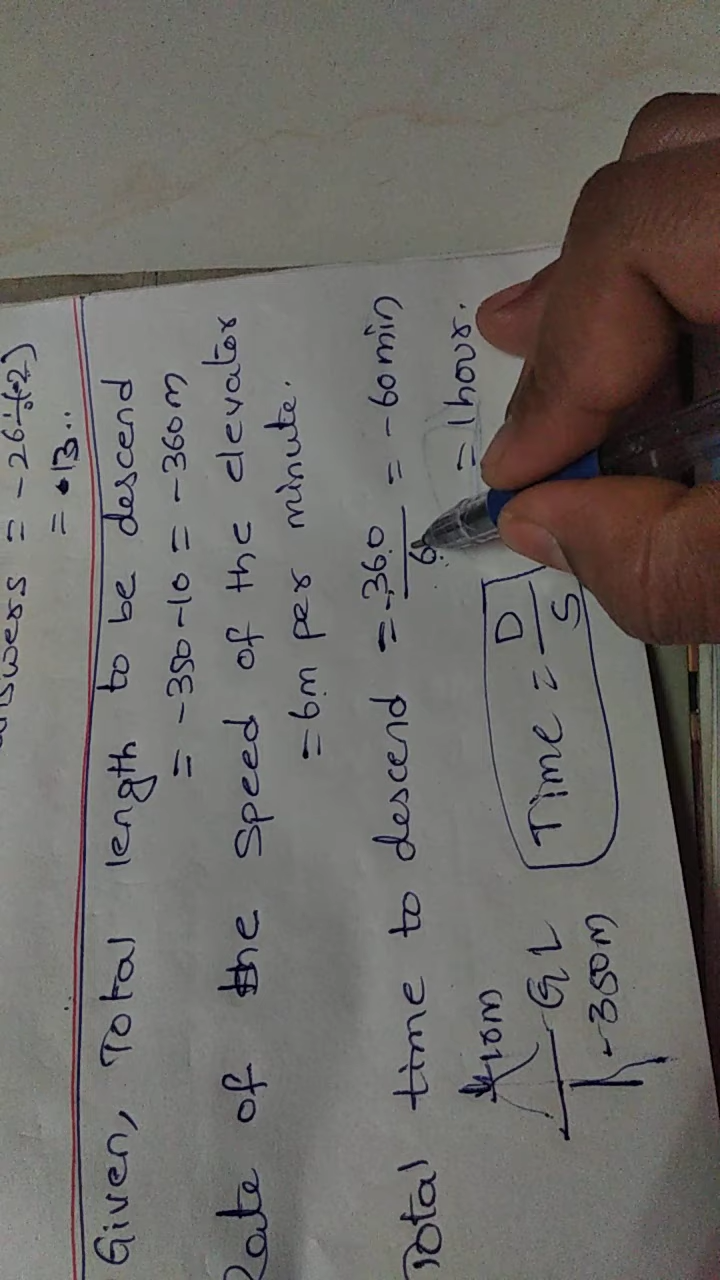 = -26÷(-2)
= 13..
Given, Total length to be descend
= -350-10 = -360m
Rate of the speed of the elevator
= 6m per minute.
Total time to descend = -360/6 = -60min
= 1hour.
10m
GL
-350m
Time = D/S